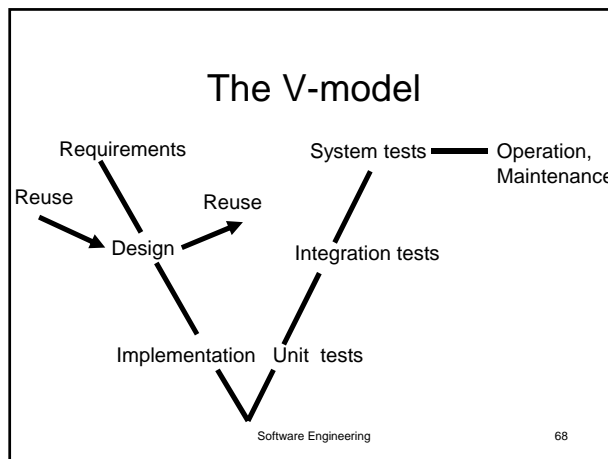 The V-model
Requirements
System tests
Operation,
Maintenance
Reuse
Reuse
Design
Integration tests
Implementation
Unit tests
Software Engineering
68